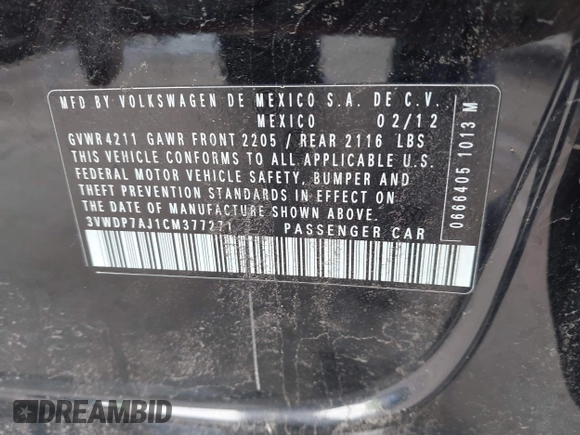 MFD BY VOLKSWAGEN DE MEXICO S.A. DE C.V.
MEXICO 02/12
GVWR 4211 GAWR FRONT 2205 / REAR 2116 LBS
THIS VEHICLE CONFORMS TO ALL APPLICABLE U.S.
FEDERAL MOTOR VEHICLE SAFETY, BUMPER AND
THEFT PREVENTION STANDARDS IN EFFECT ON
THE DATE OF MANUFACTURE SHOWN ABOVE.
3VWDP7AJ1CM377271 PASSENGER CAR
0666405 1013 M
DREAMBID